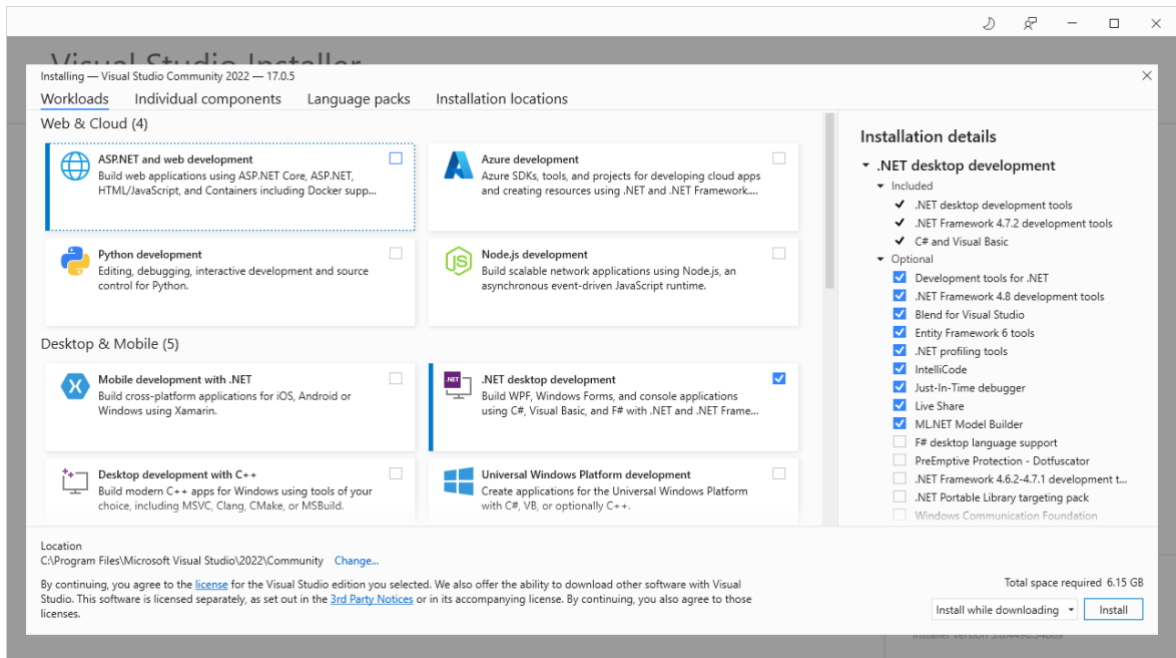 Visual Studio Installer
Installing — Visual Studio Community 2022 — 17.0.5
Workloads
Individual components
Language packs
Installation locations
Web & Cloud (4)
ASP.NET and web development
Build web applications using ASP.NET Core, ASP.NET,
HTML/JavaScript, and Containers including Docker supp...
Azure development
Azure SDKs, tools, and projects for developing cloud apps
and creating resources using .NET and .NET Framework....
Python development
Editing, debugging, interactive development and source
control for Python.
JS
Node.js development
Build scalable network applications using Node.js, an
asynchronous event-driven JavaScript runtime.
Desktop & Mobile (5)
Mobile development with .NET
Build cross-platform applications for iOS, Android or
Windows using Xamarin.
.NET
.NET desktop development
Build WPF, Windows Forms, and console applications
using C#, Visual Basic, and F# with .NET and .NET Frame...
Desktop development with C++
Build modern C++ apps for Windows using tools of your
choice, including MSVC, Clang, CMake, or MSBuild.
Universal Windows Platform development
Create applications for the Universal Windows Platform
with C#, VB, or optionally C++.
Installation details
.NET desktop development
Included
.NET desktop development tools
.NET Framework 4.7.2 development tools
C# and Visual Basic
Optional
Development tools for .NET
.NET Framework 4.8 development tools
Blend for Visual Studio
Entity Framework 6 tools
.NET profiling tools
IntelliCode
Just-In-Time debugger
Live Share
ML.NET Model Builder
F# desktop language support
PreEmptive Protection - Dotfuscator
.NET Framework 4.6.2-4.7.1 development t...
.NET Portable Library targeting pack
Windows Communication Foundation
Location
C:\Program Files\Microsoft Visual Studio\2022\Community Change...
By continuing, you agree to the license for the Visual Studio edition you selected. We also offer the ability to download other software with Visual
Studio. This software is licensed separately, as set out in the 3rd Party Notices or in its accompanying license. By continuing, you also agree to those
licenses.
Total space required 6.15 GB
Install while downloading
Install
Installer version